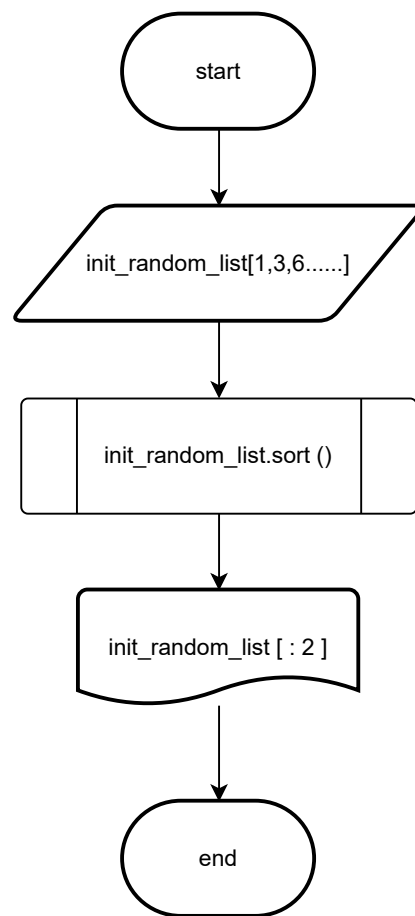 start
init_random_list[1,3,6......]
init_random_list.sort ()
init_random_list [ : 2 ]
end